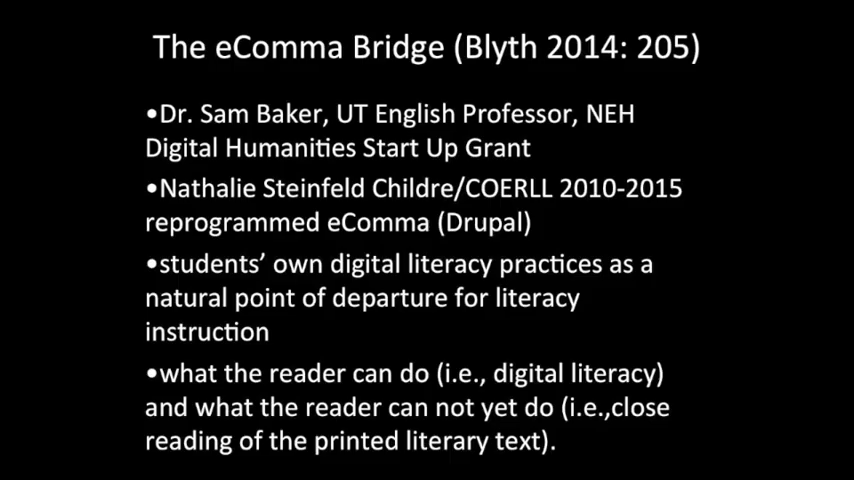 The eComma Bridge (Blyth 2014: 205)
•Dr. Sam Baker, UT English Professor, NEH
Digital Humanities Start Up Grant
•Nathalie Steinfeld Childre/COERLL 2010-2015
reprogrammed eComma (Drupal)
•students’ own digital literacy practices as a
natural point of departure for literacy
instruction
•what the reader can do (i.e., digital literacy)
and what the reader can not yet do (i.e.,close
reading of the printed literary text).